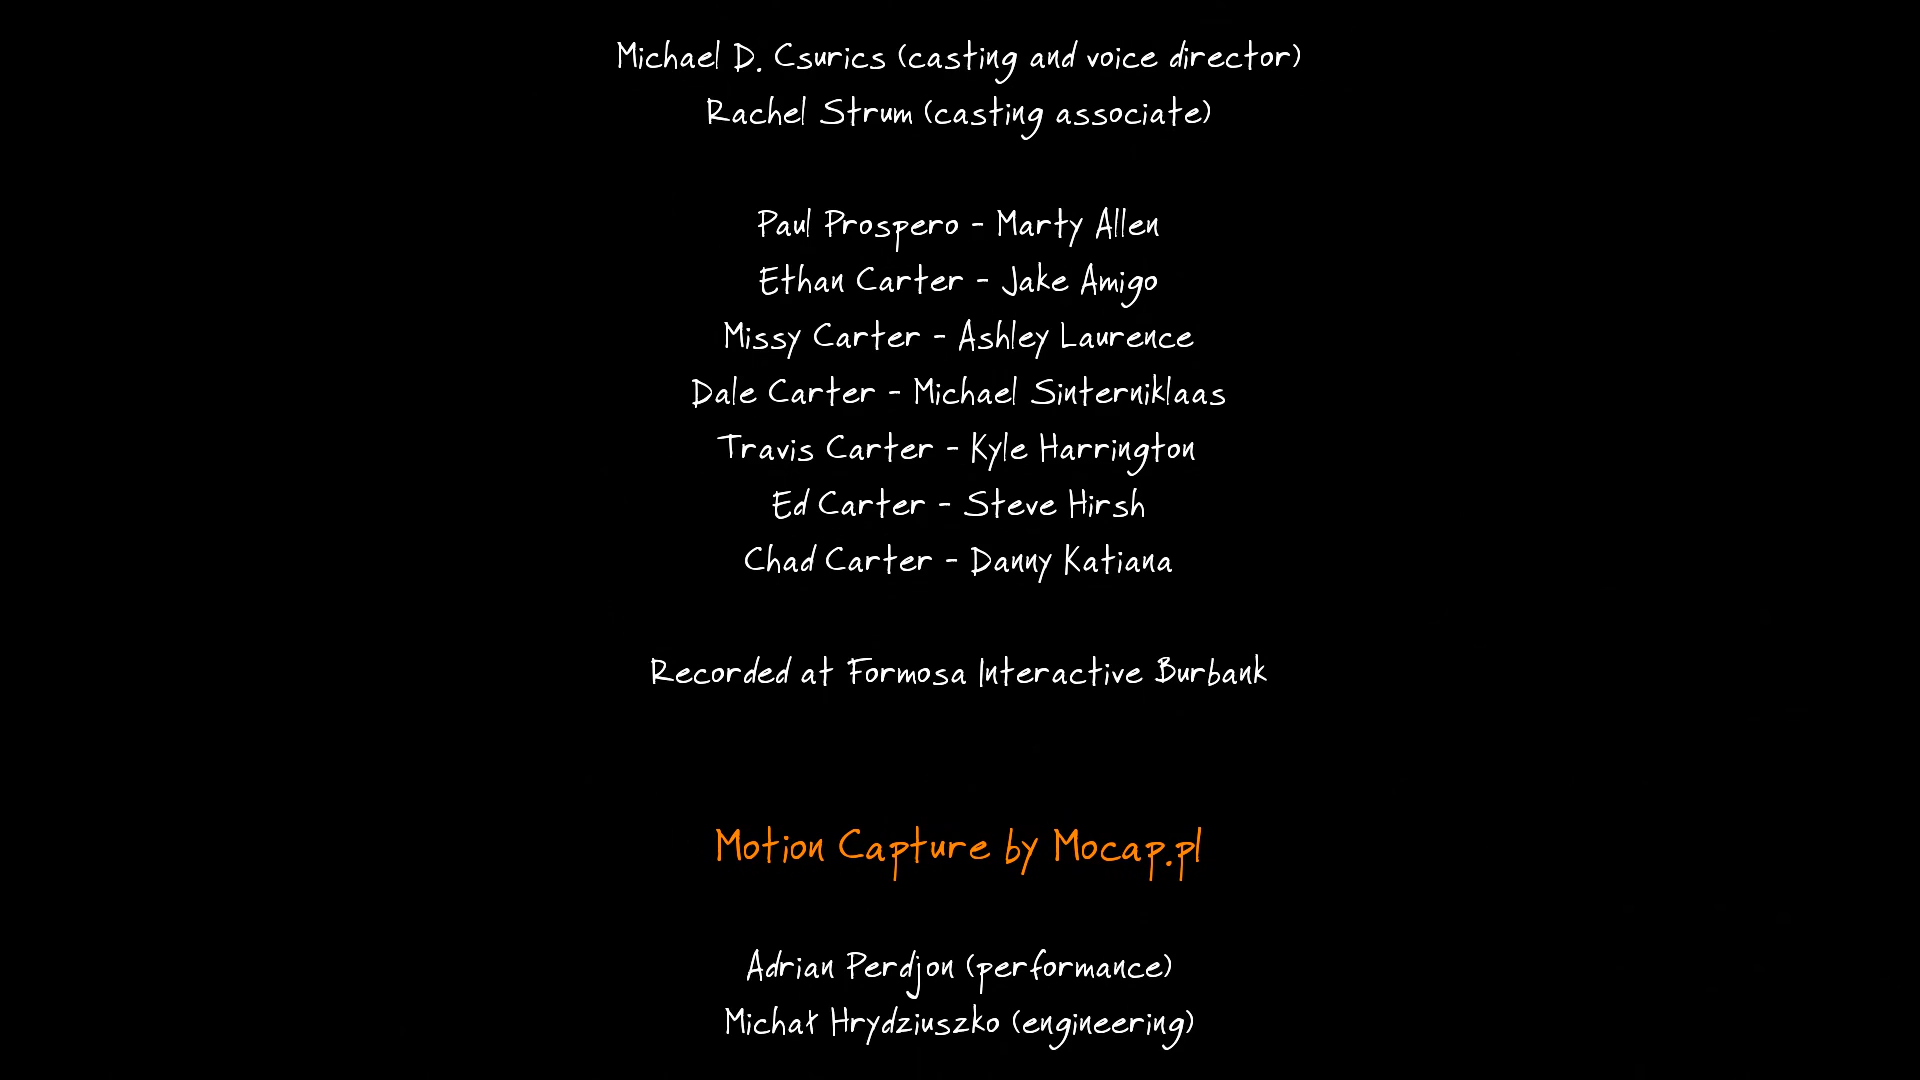 Michael D. Csurics (casting and voice director)
Rachel Strum (casting associate)
Paul Prospero - Marty Allen
Ethan Carter - Jake Amigo
Missy Carter - Ashley Laurence
Dale Carter - Michael Sinterniklaas
Travis Carter - Kyle Harrington
Ed Carter - Steve Hirsh
Chad Carter - Danny Katiana
Recorded at Formosa Interactive Burbank
Motion Capture by Mocap.pl
Adrian Perdjon (performance)
Michał Hrydziuszko (engineering)